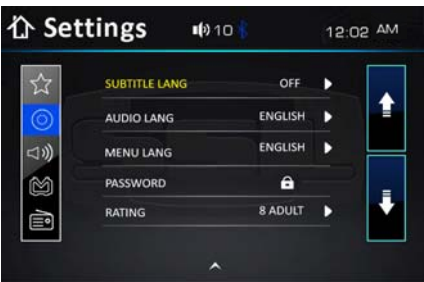 Settings 10 12:02 AM
SUBTITLE LANG OFF
AUDIO LANG ENGLISH
MENU LANG ENGLISH
PASSWORD
RATING 8 ADULT